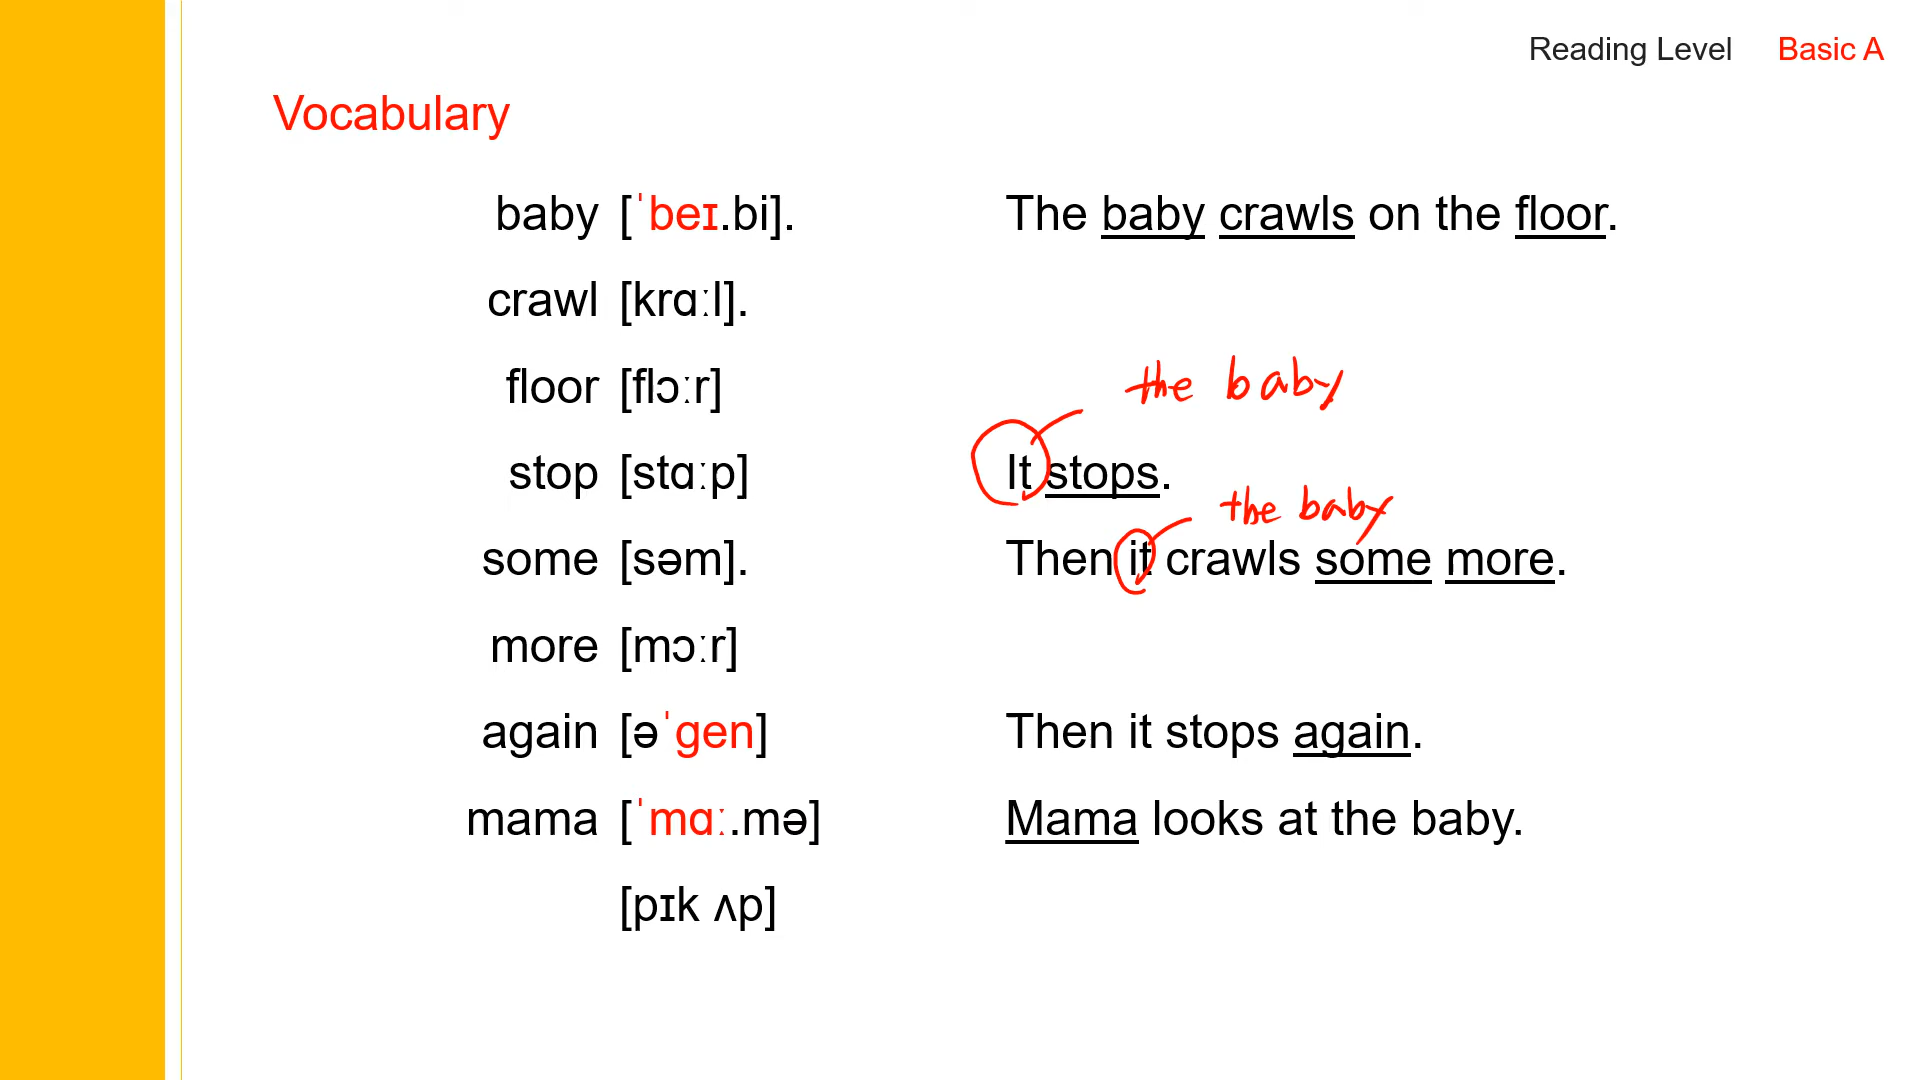 Reading Level Basic A
Vocabulary
baby [ˈbeɪ.bi]. The baby crawls on the floor.
crawl [krɑːl].
the baby
floor [flɔːr]
stop [stɑːp] It stops.
the baby
some [səm]. Then it crawls some more.
more [mɔːr]
again [əˈgen] Then it stops again.
mama [ˈmɑː.mə] Mama looks at the baby.
[pɪk ʌp]